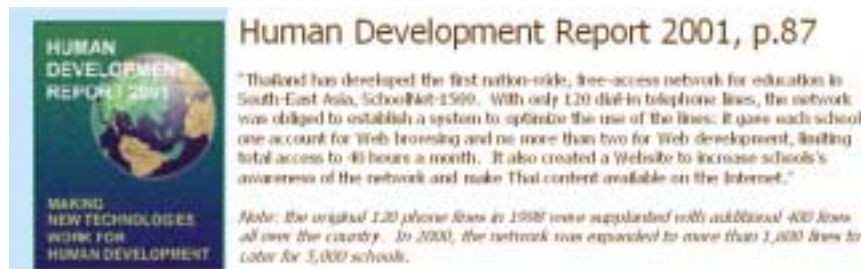 HUMAN
DEVELOPMENT
REPORT 2001
MAKING
NEW TECHNOLOGIES
WORK FOR
HUMAN DEVELOPMENT
Human Development Report 2001, p.87
"Thailand has developed the first nation-wide, free-access network for education in
South-East Asia, SchoolNet-1509. With only 120 dial-in telephone lines, the network
was obliged to establish a system to optimize the use of the lines: it gave each school
one account for Web browsing and no more than two for Web development, limiting
total access to 40 hours a month. It also created a Website to increase schools's
awareness of the network and make Thai content available on the Internet."
Note: the original 120 phone lines in 1998 were supplanted with additional 400 lines
all over the country. In 2000, the network was expanded to more than 1,000 lines to
cater for 5,000 schools.